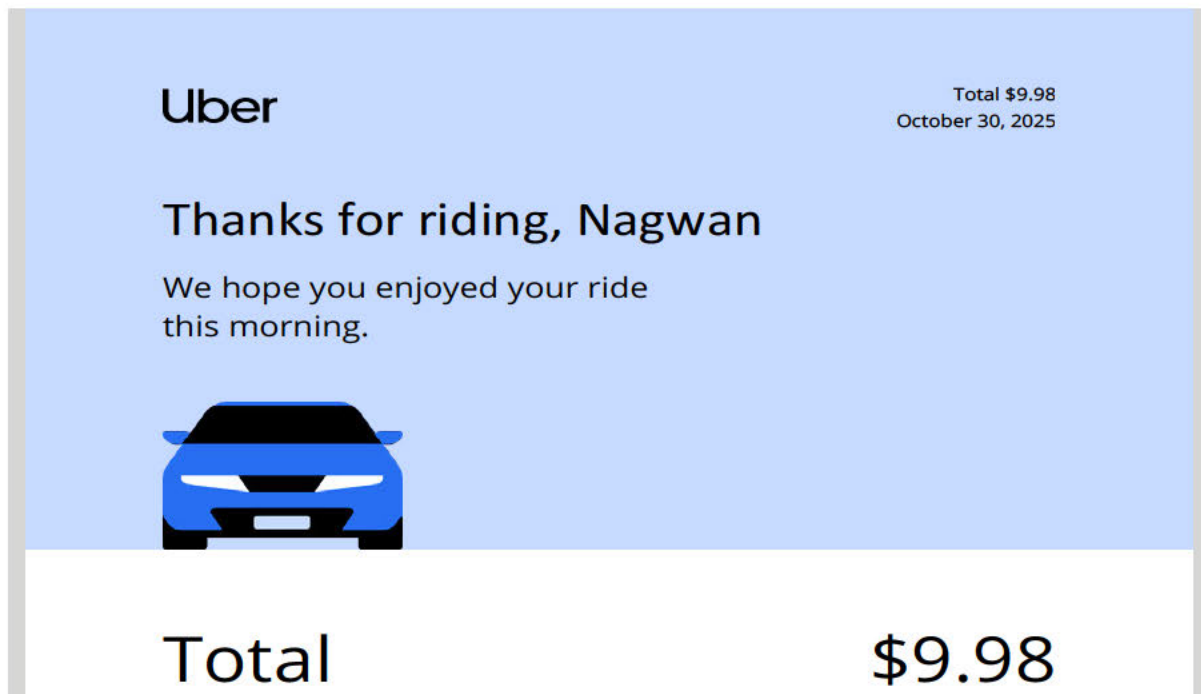 Uber
Total $9.98
October 30, 2025
Thanks for riding, Nagwan
We hope you enjoyed your ride
this morning.
Total $9.98